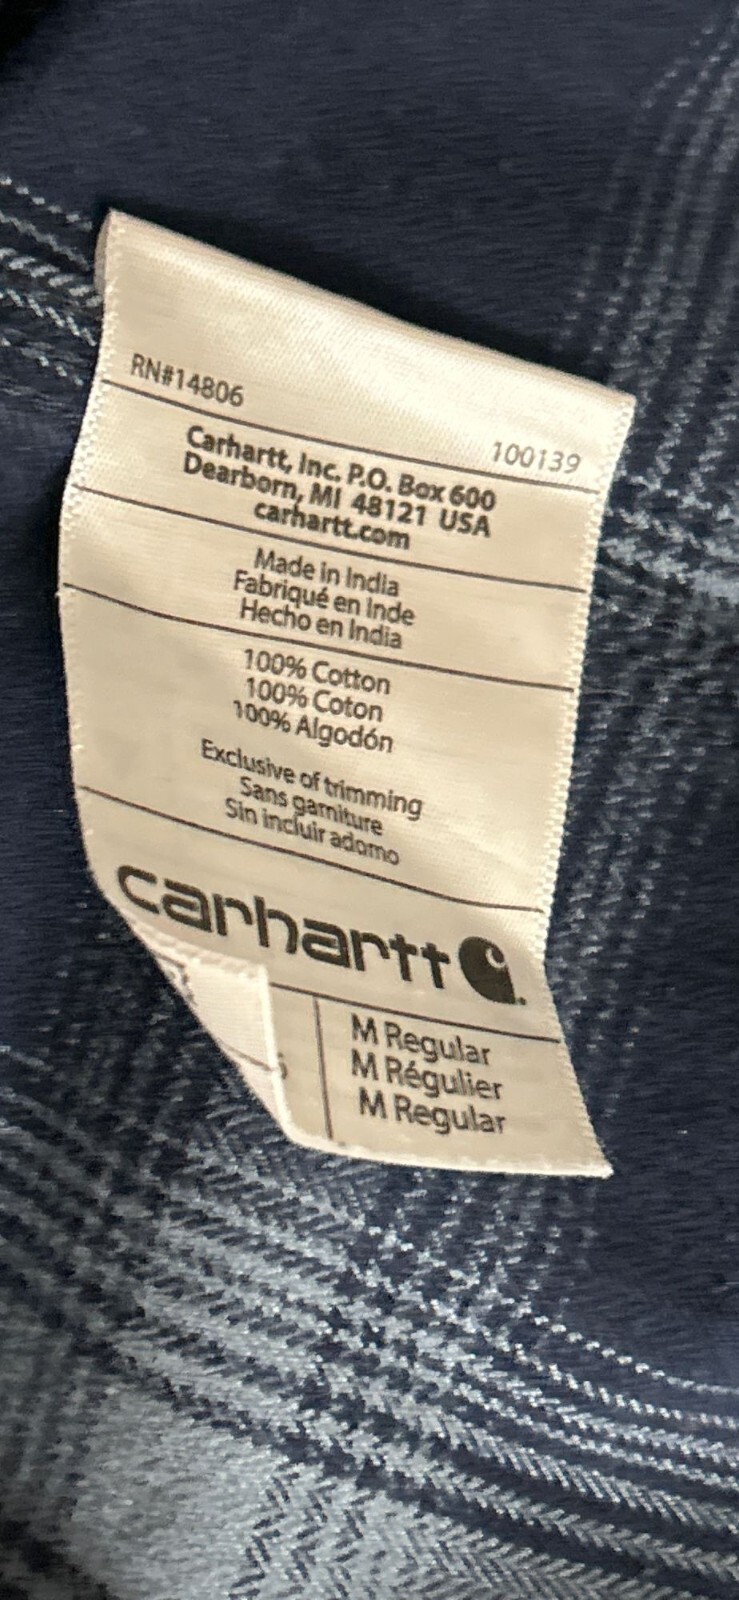 RN#14806
100139
Carhartt, Inc. P.O. Box 600
Dearborn, MI 48121 USA
carhartt.com
Made in India
Fabriqué en Inde
Hecho en India
100% Cotton
100% Coton
100% Algodón
Exclusive of trimming
Sans garniture
Sin incluir adorno
carhartt
M Regular
M Régulier
M Regular